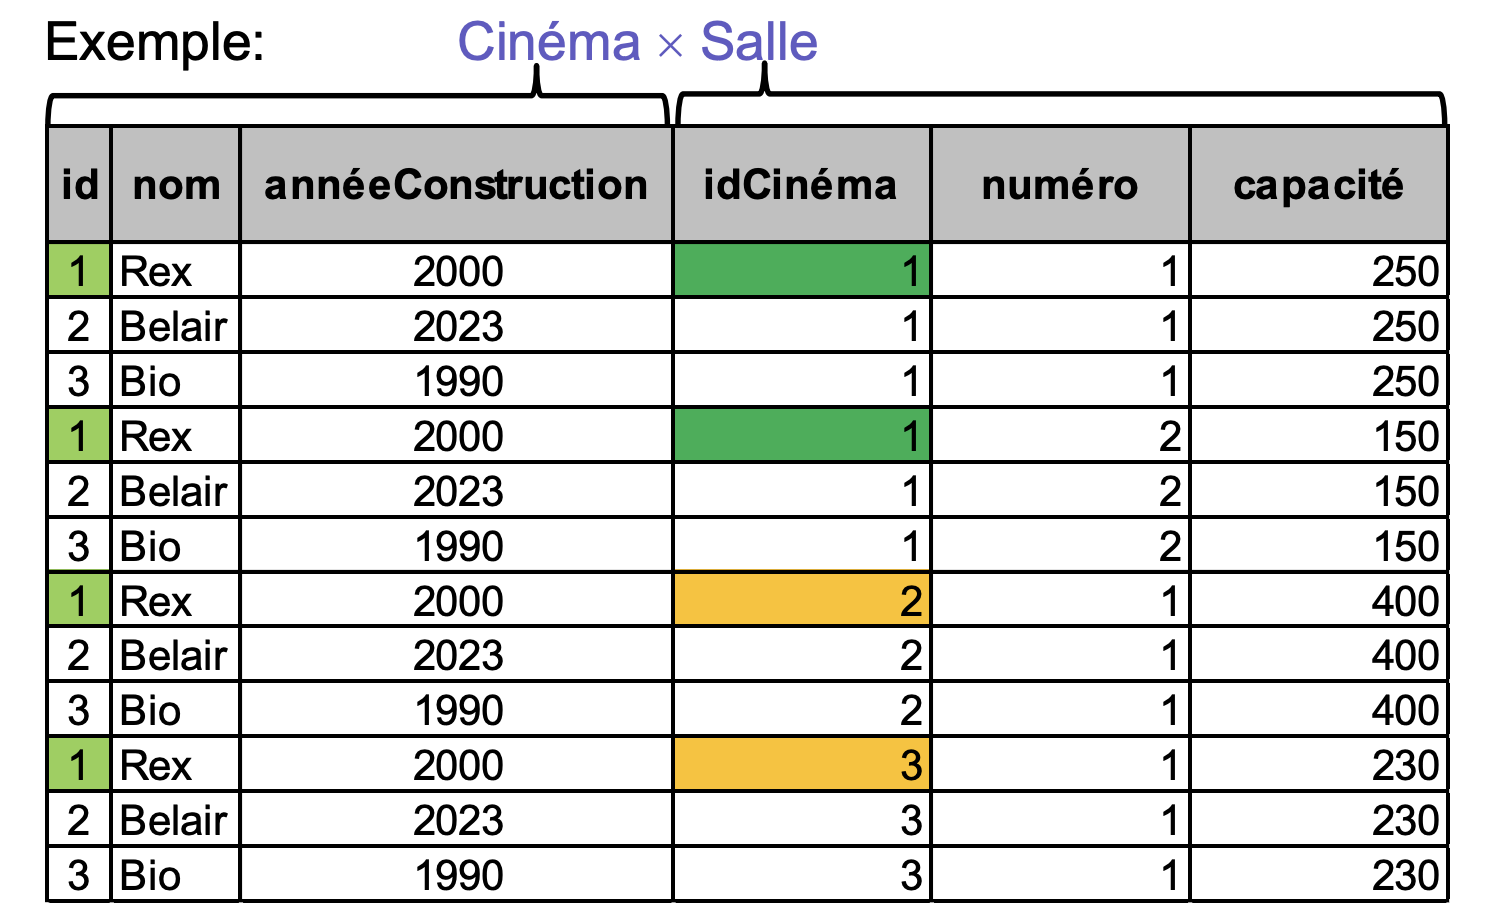 Exemple: Cinéma × Salle
id nom annéeConstruction idCinéma numéro capacité
1 Rex 2000 1 1 250
2 Belair 2023 1 1 250
3 Bio 1990 1 1 250
1 Rex 2000 1 2 150
2 Belair 2023 1 2 150
3 Bio 1990 1 2 150
1 Rex 2000 2 1 400
2 Belair 2023 2 1 400
3 Bio 1990 2 1 400
1 Rex 2000 3 1 230
2 Belair 2023 3 1 230
3 Bio 1990 3 1 230